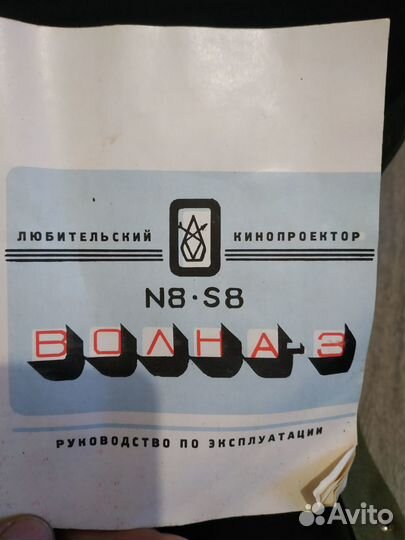 ЛЮБИТЕЛЬСКИЙ КИНОПРОЕКТОР
N8·S8
ВОЛНА-3
РУКОВОДСТВО ПО ЭКСПЛУАТАЦИИ
Avito